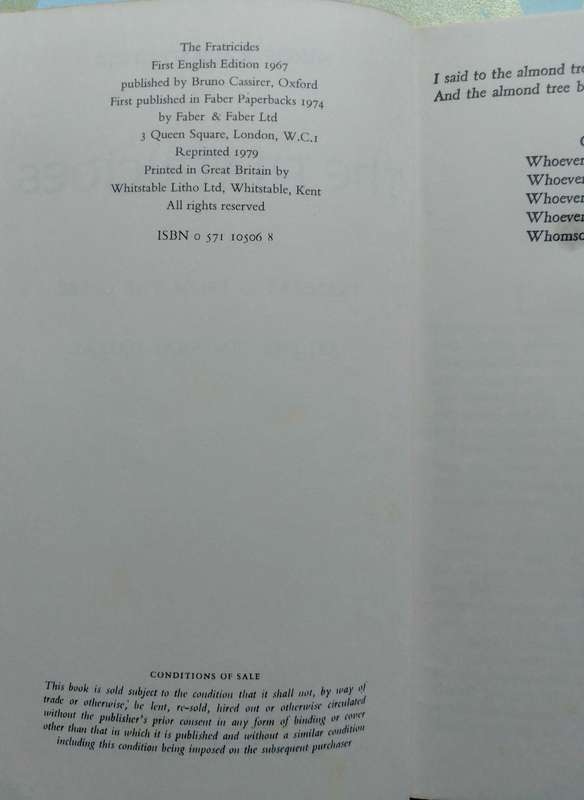 The Fratricides
First English Edition 1967
published by Bruno Cassirer, Oxford
First published in Faber Paperbacks 1974
by Faber & Faber Ltd
3 Queen Square, London, W.C.1
Reprinted 1979
Printed in Great Britain by
Whitstable Litho Ltd, Whitstable, Kent
All rights reserved
ISBN 0 571 10506 8
CONDITIONS OF SALE
This book is sold subject to the condition that it shall not, by way of
trade or otherwise, be lent, re-sold, hired out or otherwise circulated
without the publisher's prior consent in any form of binding or cover
other than that in which it is published and without a similar condition
including this condition being imposed on the subsequent purchaser
I said to the almond
And the almond tree
Whoever
Whoever
Whoever
Whoever